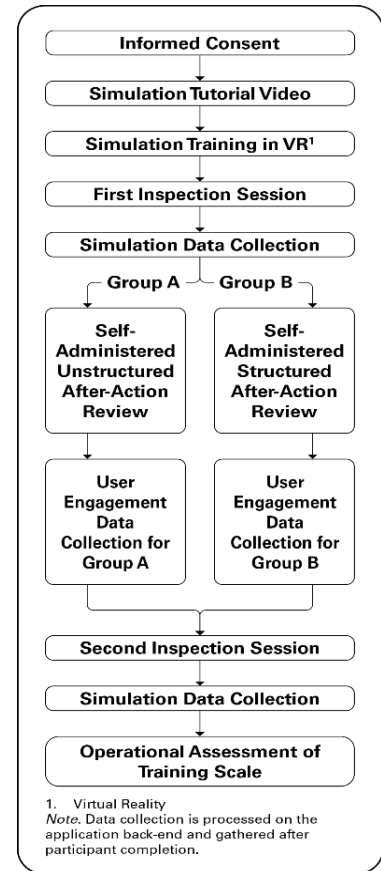 Informed Consent
Simulation Tutorial Video
Simulation Training in VR¹
First Inspection Session
Simulation Data Collection
Group A
Group B
Self-
Administered
Unstructured
After-Action
Review
Self-
Administered
Structured
After-Action
Review
User
Engagement
Data
Collection for
Group A
User
Engagement
Data
Collection for
Group B
Second Inspection Session
Simulation Data Collection
Operational Assessment of
Training Scale
1. Virtual Reality
Note. Data collection is processed on the
application back-end and gathered after
participant completion.